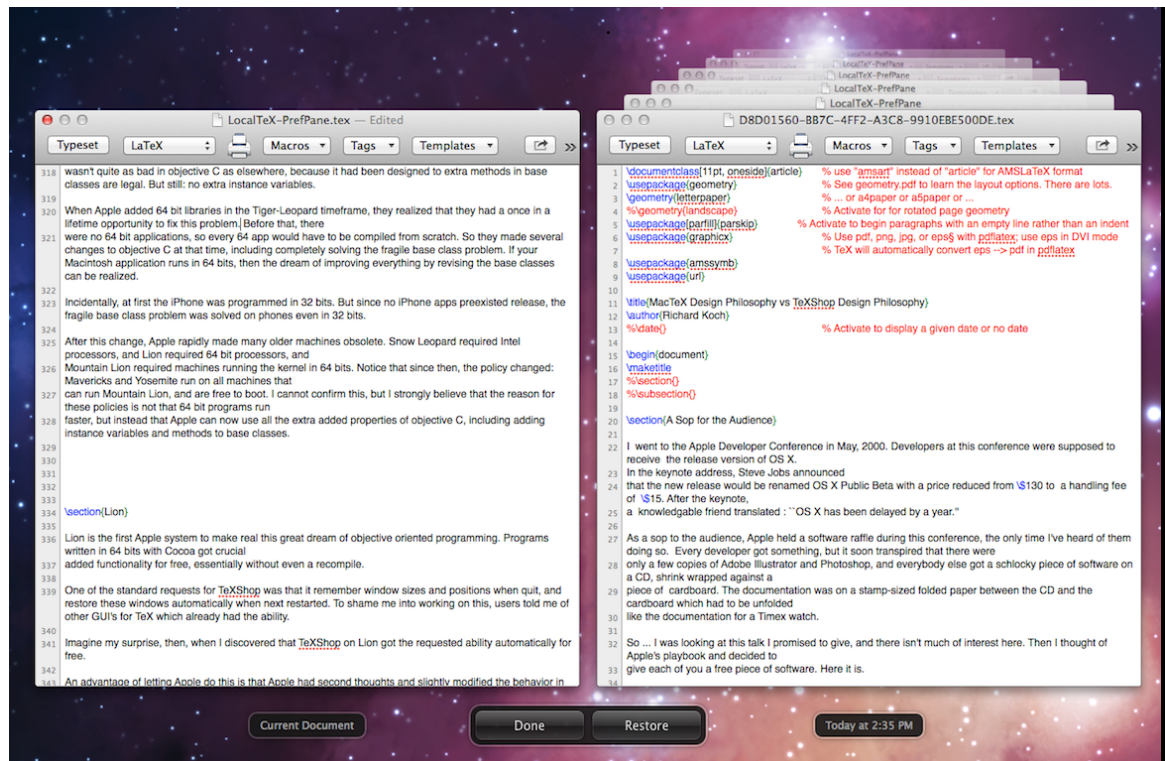 LocalTeX-PrefPane.tex — Edited
Typeset LaTeX Macros Tags Templates »
318 wasn't quite as bad in objective C as elsewhere, because it had been designed to extra methods in base
classes are legal. But still: no extra instance variables.
319
320 When Apple added 64 bit libraries in the Tiger-Leopard timeframe, they realized that they had a once in a
lifetime opportunity to fix this problem. Before that, there
321 were no 64 bit applications, so every 64 app would have to be compiled from scratch. So they made several
changes to objective C at that time, including completely solving the fragile base class problem. If your
Macintosh application runs in 64 bits, then the dream of improving everything by revising the base classes
can be realized.
322
323 Incidentally, at first the iPhone was programmed in 32 bits. But since no iPhone apps preexisted release, the
fragile base class problem was solved on phones even in 32 bits.
324
325 After this change, Apple rapidly made many older machines obsolete. Snow Leopard required Intel
processors, and Lion required 64 bit processors, and
326 Mountain Lion required machines running the kernel in 64 bits. Notice that since then, the policy changed:
Mavericks and Yosemite run on all machines that
327 can run Mountain Lion, and are free to boot. I cannot confirm this, but I strongly believe that the reason for
these policies is not that 64 bit programs run
328 faster, but instead that Apple can now use all the extra added properties of objective C, including adding
instance variables and methods to base classes.
329
330
331
332
333
334 \section{Lion}
335
336 Lion is the first Apple system to make real this great dream of objective oriented programming. Programs
written in 64 bits with Cocoa got crucial
337 added functionality for free, essentially without even a recompile.
338
339 One of the standard requests for TeXShop was that it remember window sizes and positions when quit, and
restore these windows automatically when next restarted. To shame me into working on this, users told me of
other GUI's for TeX which already had the ability.
340
341 Imagine my surprise, then, when I discovered that TeXShop on Lion got the requested ability automatically for
free.
342
343 An advantage of letting Apple do this is that Apple had second thoughts and slightly modified the behavior in
LocalTeX-PrefPane
LocalTeX-PrefPane
LocalTeX-PrefPane
LocalTeX-PrefPane
D8D01560-BB7C-4FF2-A3C8-9910EBE500DE.tex
Typeset LaTeX Macros Tags Templates »
1 \documentclass[11pt, oneside]{article} % use "amsart" instead of "article" for AMSLaTeX format
2 \usepackage{geometry} % See geometry.pdf to learn the layout options. There are lots.
3 \geometry{letterpaper} % ... or a4paper or a5paper or ...
4 %\geometry{landscape} % Activate for for rotated page geometry
5 \usepackage[parfill]{parskip} % Activate to begin paragraphs with an empty line rather than an indent
6 \usepackage{graphicx} % Use pdf, png, jpg, or eps§ with pdflatex; use eps in DVI mode
7 % TeX will automatically convert eps --> pdf in pdflatex
8 \usepackage{amssymb}
9 \usepackage{url}
10
11 \title{MacTeX Design Philosophy vs TeXShop Design Philosophy}
12 \author{Richard Koch}
13 %\date{} % Activate to display a given date or no date
14
15 \begin{document}
16 \maketitle
17 %\section{}
18 %\subsection{}
19
20 \section{A Sop for the Audience}
21
22 I went to the Apple Developer Conference in May, 2000. Developers at this conference were supposed to
receive the release version of OS X.
23 In the keynote address, Steve Jobs announced
24 that the new release would be renamed OS X Public Beta with a price reduced from \$130 to a handling fee
of \$15. After the keynote,
25 a knowledgable friend translated : ``OS X has been delayed by a year.''
26
27 As a sop to the audience, Apple held a software raffle during this conference, the only time I've heard of them
doing so. Every developer got something, but it soon transpired that there were
28 only a few copies of Adobe Illustrator and Photoshop, and everybody else got a schlocky piece of software on
a CD, shrink wrapped against a
29 piece of cardboard. The documentation was on a stamp-sized folded paper between the CD and the
cardboard which had to be unfolded
30 like the documentation for a Timex watch.
31
32 So ... I was looking at this talk I promised to give, and there isn't much of interest here. Then I thought of
Apple's playbook and decided to
33 give each of you a free piece of software. Here it is.
34
Current Document
Done
Restore
Today at 2:35 PM